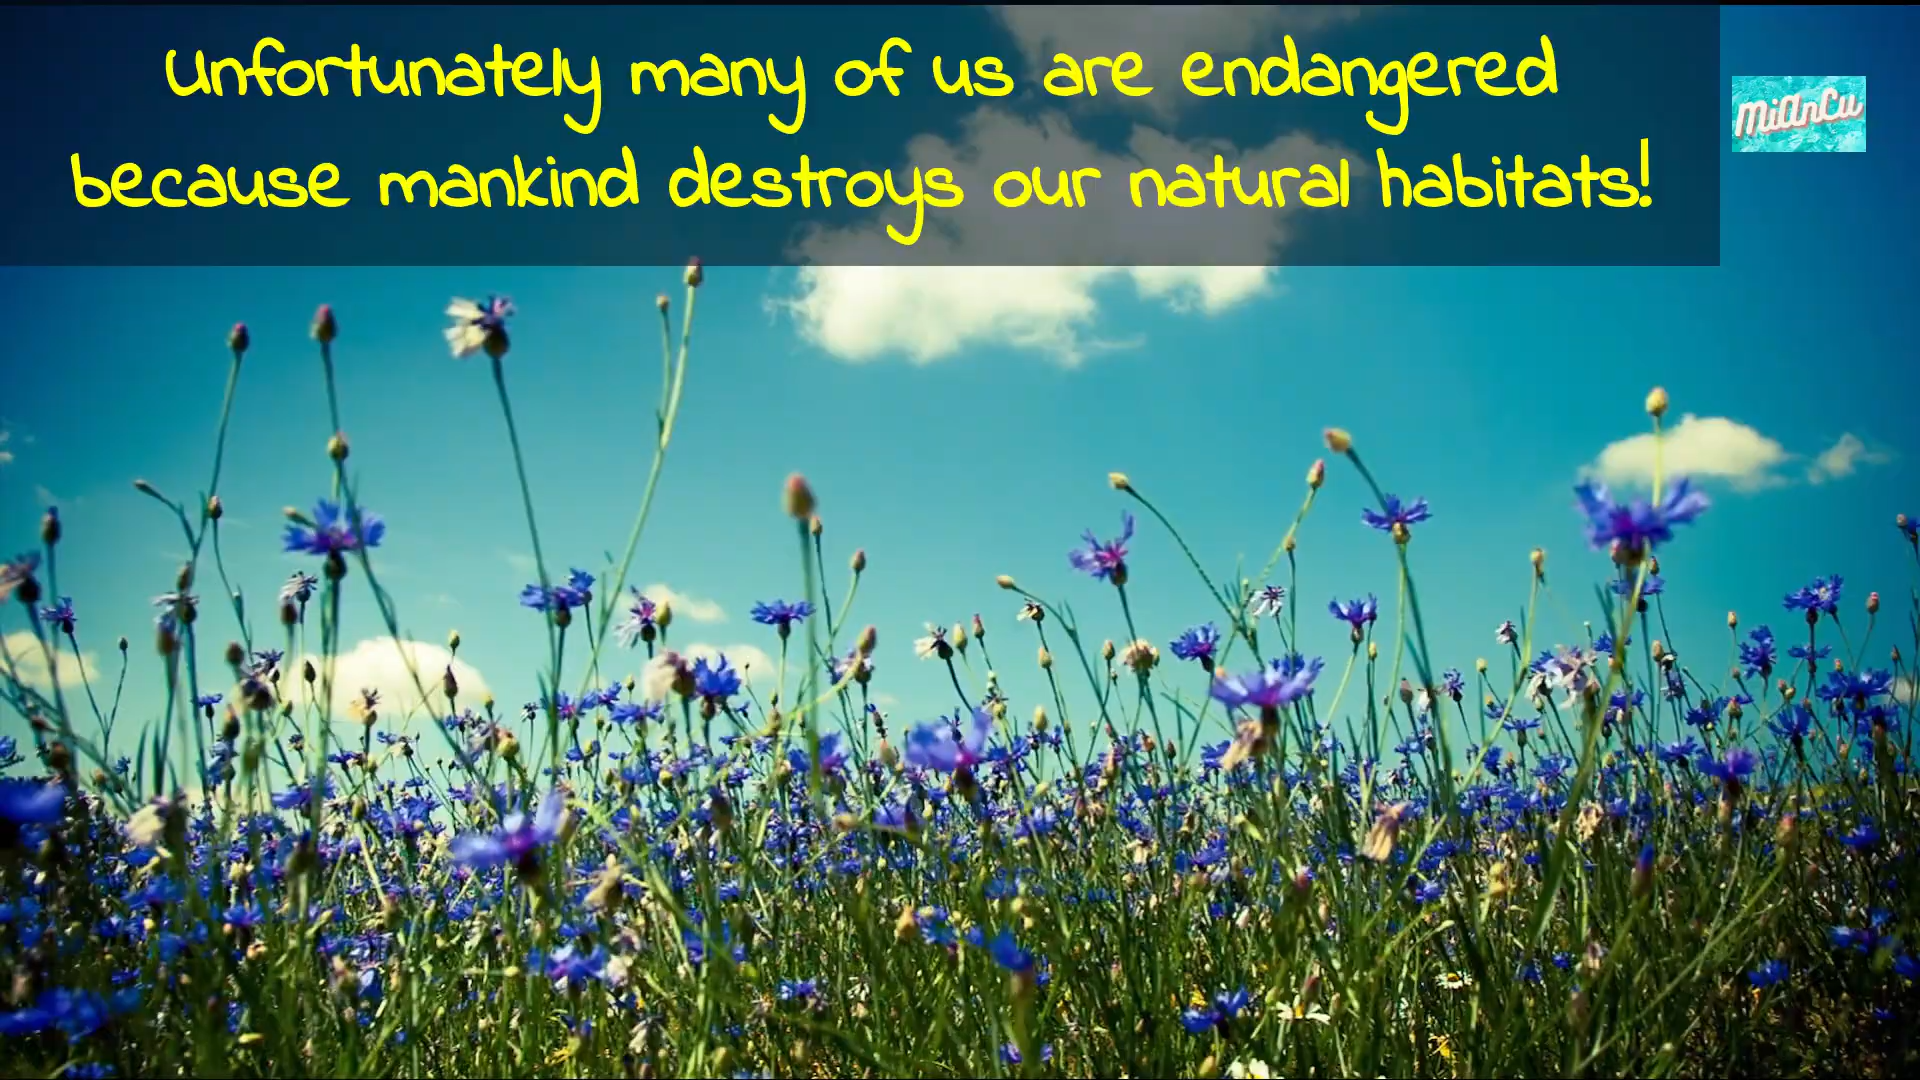 Unfortunately many of us are endangered
because mankind destroys our natural habitats!
MiAnCu